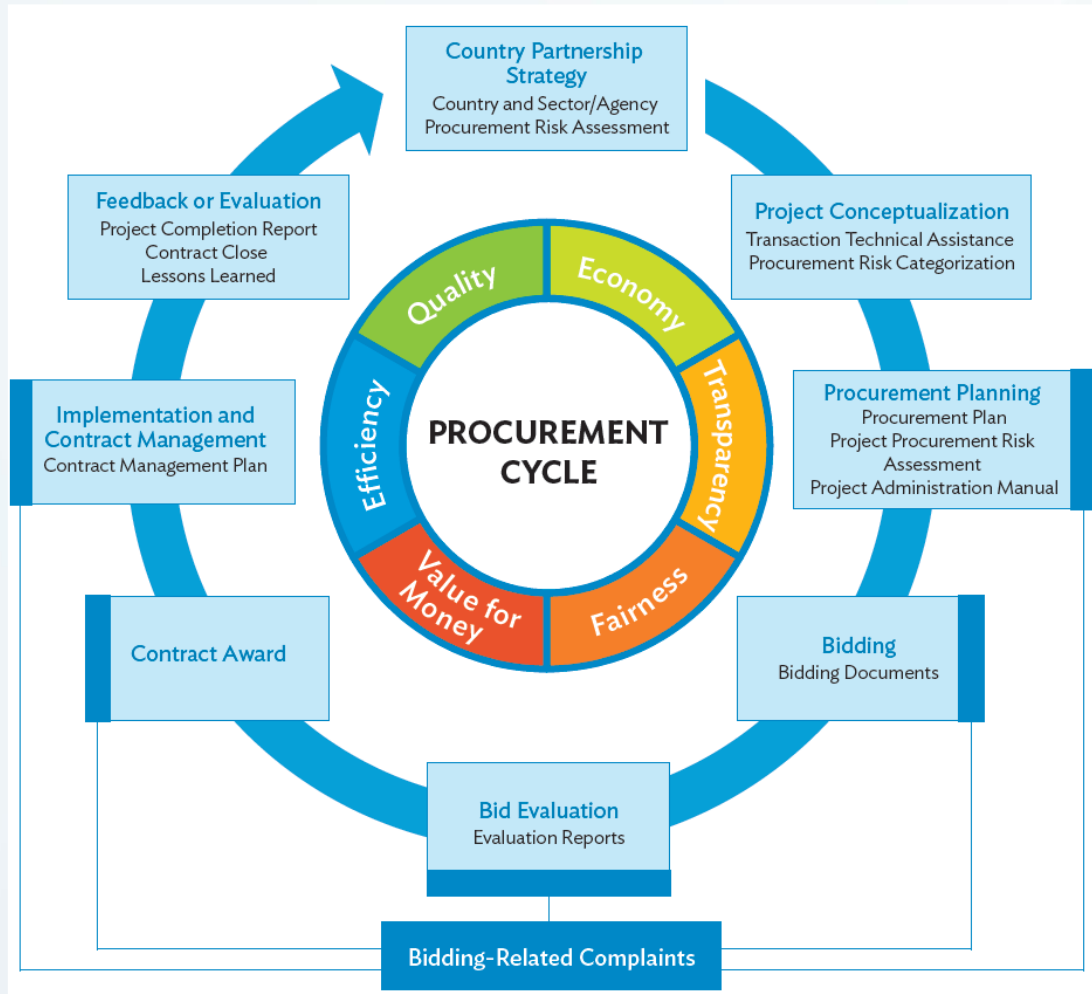 Country Partnership
Strategy
Country and Sector/Agency
Procurement Risk Assessment
Project Conceptualization
Transaction Technical Assistance
Procurement Risk Categorization
Procurement Planning
Procurement Plan
Project Procurement Risk
Assessment
Project Administration Manual
Bidding
Bidding Documents
Bid Evaluation
Evaluation Reports
Contract Award
Implementation and
Contract Management
Contract Management Plan
Feedback or Evaluation
Project Completion Report
Contract Close
Lessons Learned
PROCUREMENT
CYCLE
Economy
Transparency
Fairness
Value for
Money
Efficiency
Quality
Bidding-Related Complaints